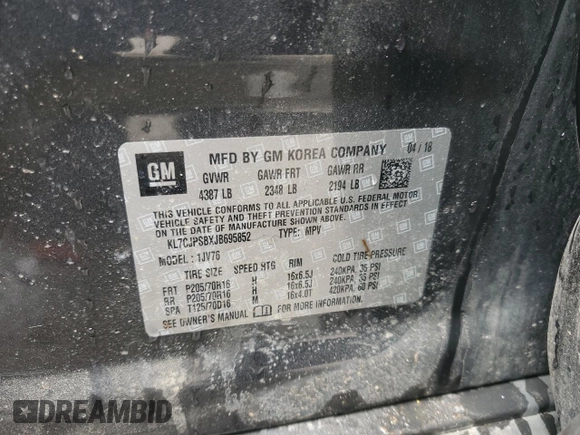 GM
MFD BY GM KOREA COMPANY 04 / 18
GVWR GAWR FRT GAWR RR
4387 LB 2348 LB 2194 LB
THIS VEHICLE CONFORMS TO ALL APPLICABLE U.S. FEDERAL MOTOR
VEHICLE SAFETY AND THEFT PREVENTION STANDARDS IN EFFECT ON
THE DATE OF MANUFACTURE SHOWN ABOVE.
KL7CJPSBXJB695852 TYPE: MPV
MODEL: 1JV76
TIRE SIZE SPEED RTG RIM COLD TIRE PRESSURE
FRT P205/70R16 H 16x6.5J 240KPA, 35 PSI
RR P205/70R16 H 16x6.5J 240KPA, 35 PSI
SPA T125/70D16 M 16x4.0T 420KPA, 60 PSI
SEE OWNER'S MANUAL FOR MORE INFORMATION
DREAMBID